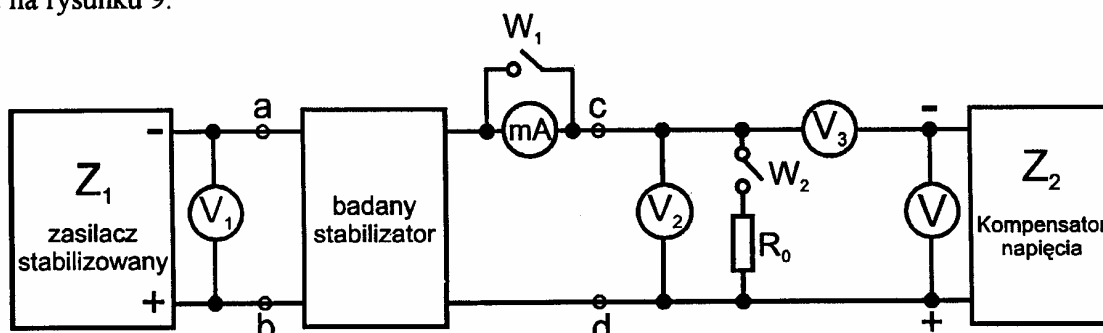 na rysunku 9.
W₁
a
c
-
-
mA
V₃
Z₁
zasilacz
stabilizowany
V₁
badany
stabilizator
V₂
W₂
R₀
V
Z₂
Kompensator
napięcia
+
b
d
+